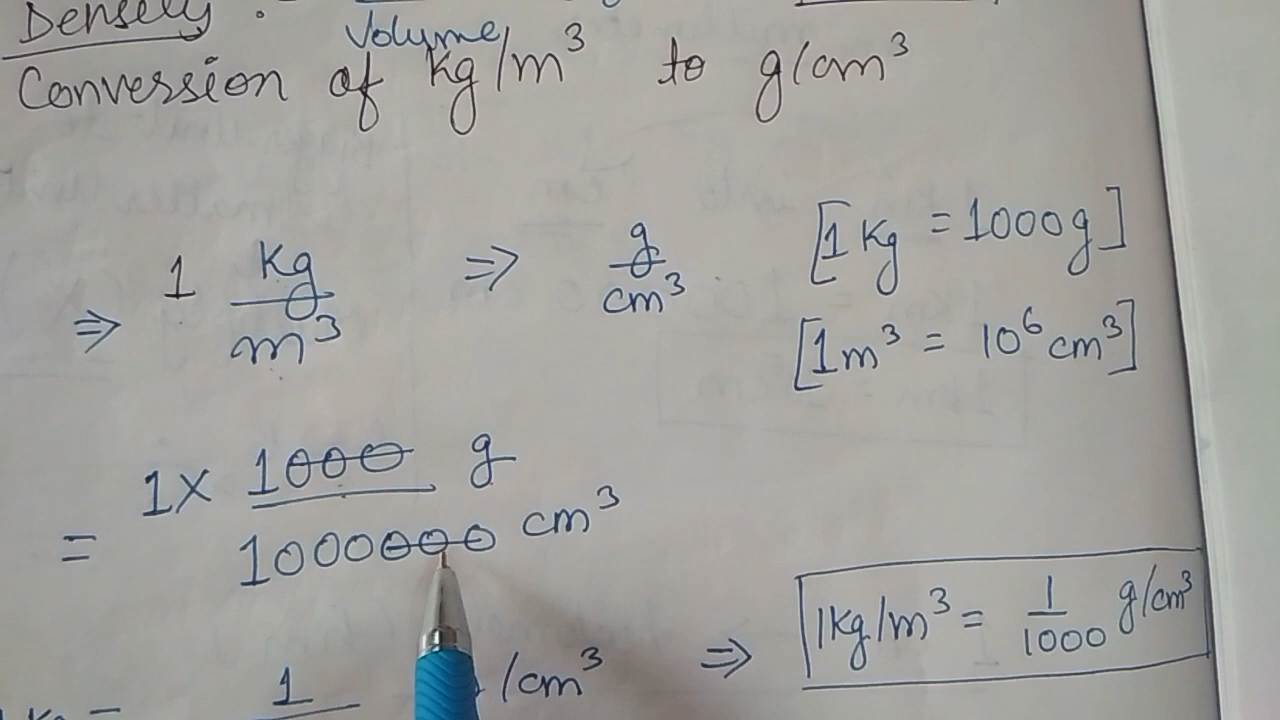 Densety :
Volume
Conversion of kg/m³ to g/cm³
⇒ 1 kg/m³ ⇒ g/cm³ [1 kg = 1000g]
[1m³ = 10⁶ cm³]
= 1 × 1000 g
1000000 cm³
⇒ 1kg/m³ = 1/1000 g/cm³
1 /cm³